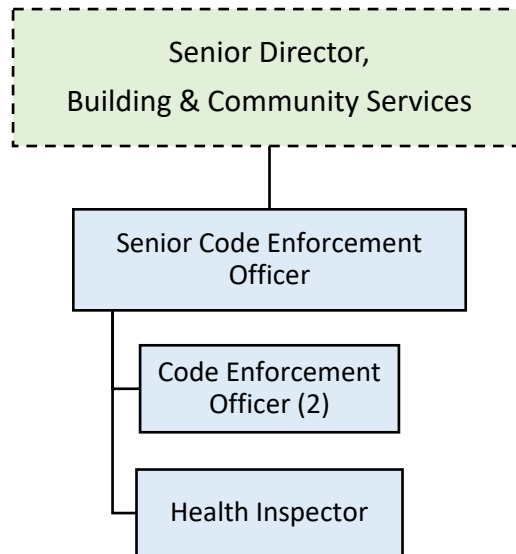 Senior Director,
Building & Community Services
Senior Code Enforcement
Officer
Code Enforcement
Officer (2)
Health Inspector